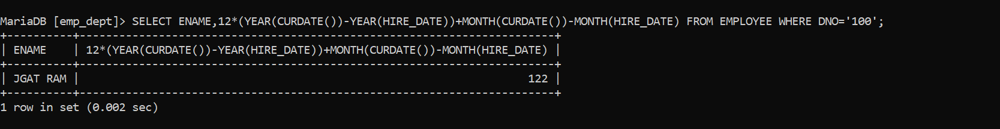 MariaDB [emp_dept]> SELECT ENAME,12*(YEAR(CURDATE())-YEAR(HIRE_DATE))+MONTH(CURDATE())-MONTH(HIRE_DATE) FROM EMPLOYEE WHERE DNO='100';
+----------+------------------------------------------------------------------------+
| ENAME    | 12*(YEAR(CURDATE())-YEAR(HIRE_DATE))+MONTH(CURDATE())-MONTH(HIRE_DATE) |
+----------+------------------------------------------------------------------------+
| JGAT RAM |                                                                    122 |
+----------+------------------------------------------------------------------------+
1 row in set (0.002 sec)